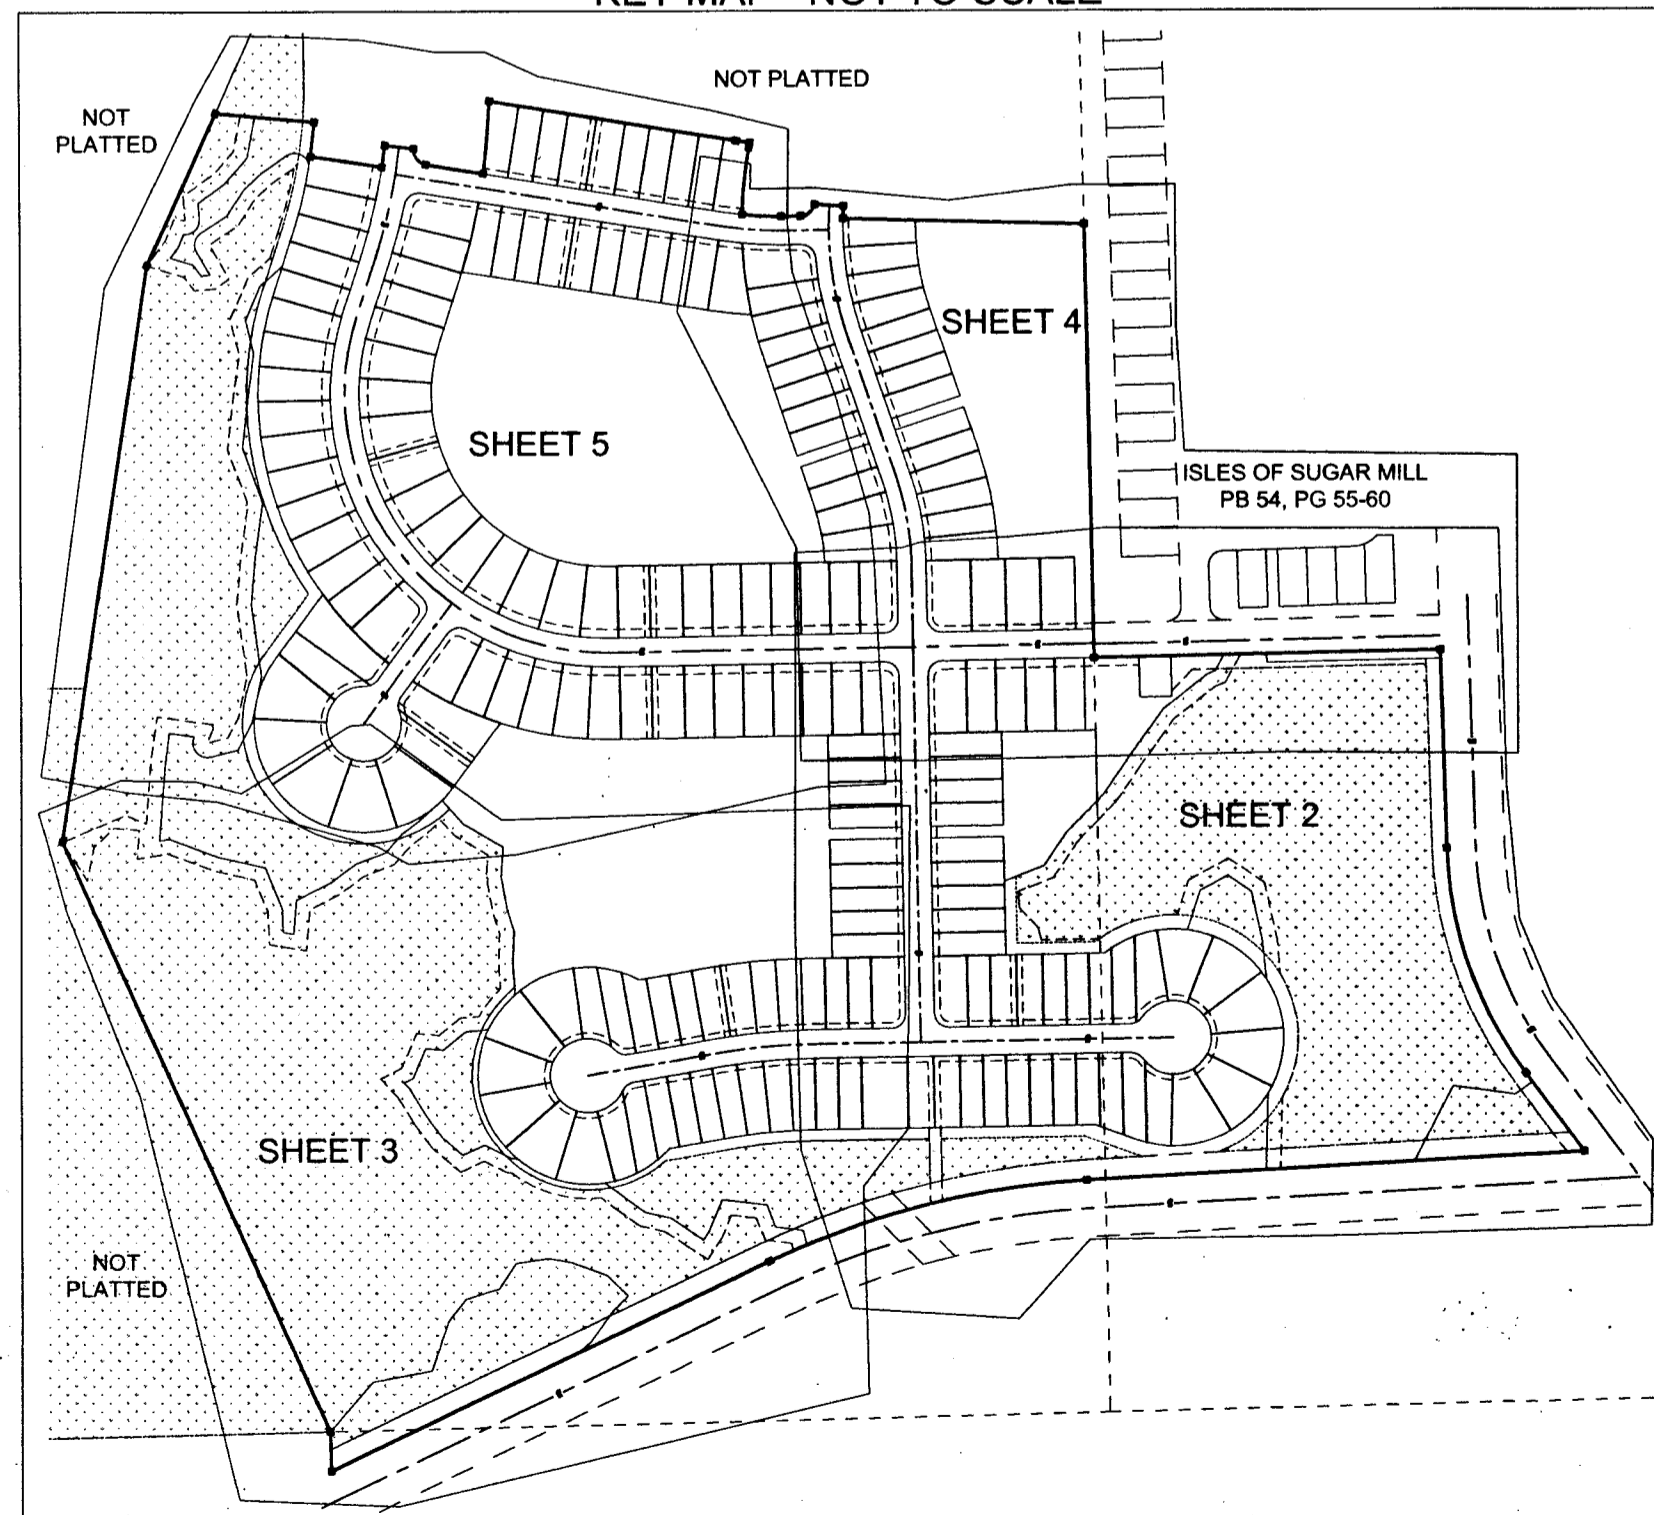 KEY MAP - NOT TO SCALE
NOT PLATTED
NOT
PLATTED
SHEET 4
SHEET 5
ISLES OF SUGAR MILL
PB 54, PG 55-60
SHEET 2
SHEET 3
NOT
PLATTED